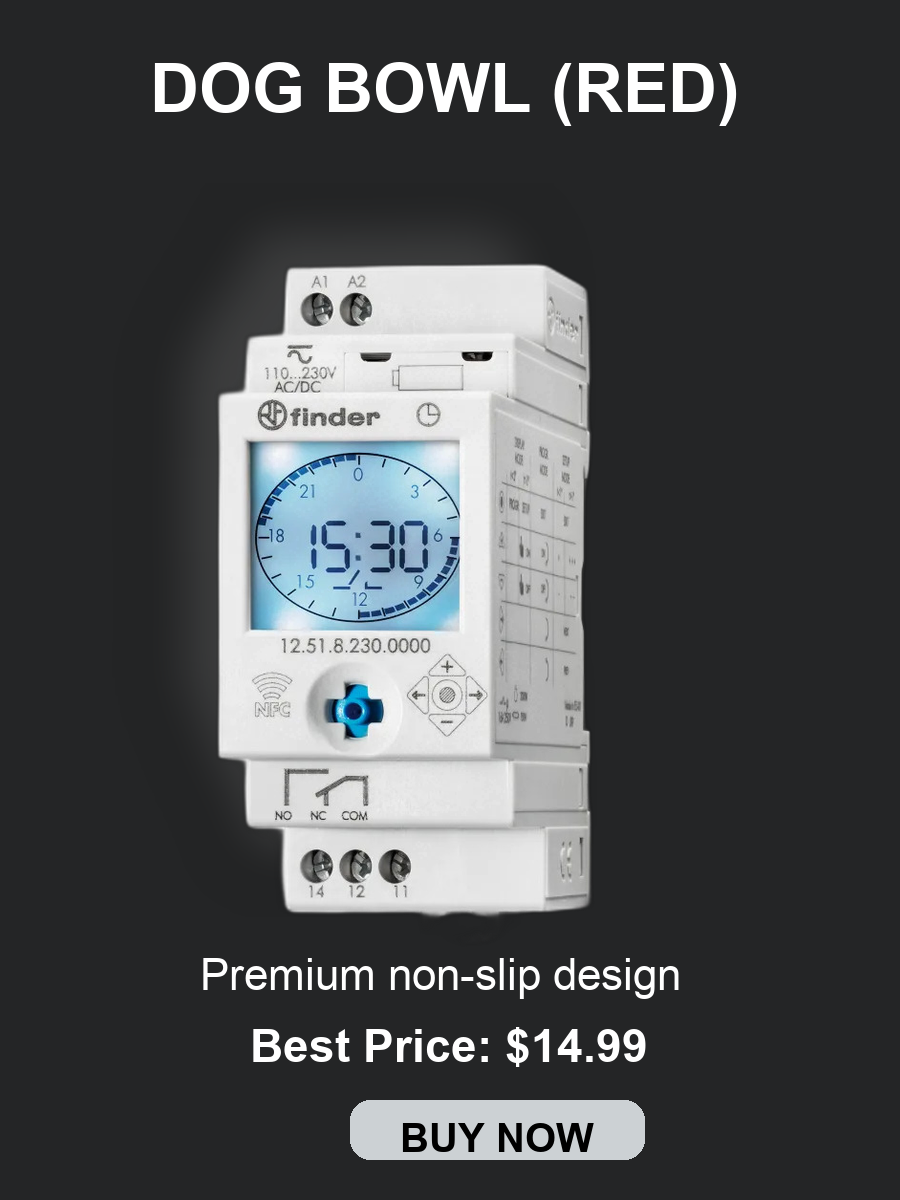 DOG BOWL (RED)
A1 A2
110...230V
AC/DC
finder
finder
0
21 3
15:30
18 6
15 9
12
12.51.8.230.0000
NFC
NO NC COM
14 12 11
CE
Premium non-slip design
Best Price: $14.99
BUY NOW